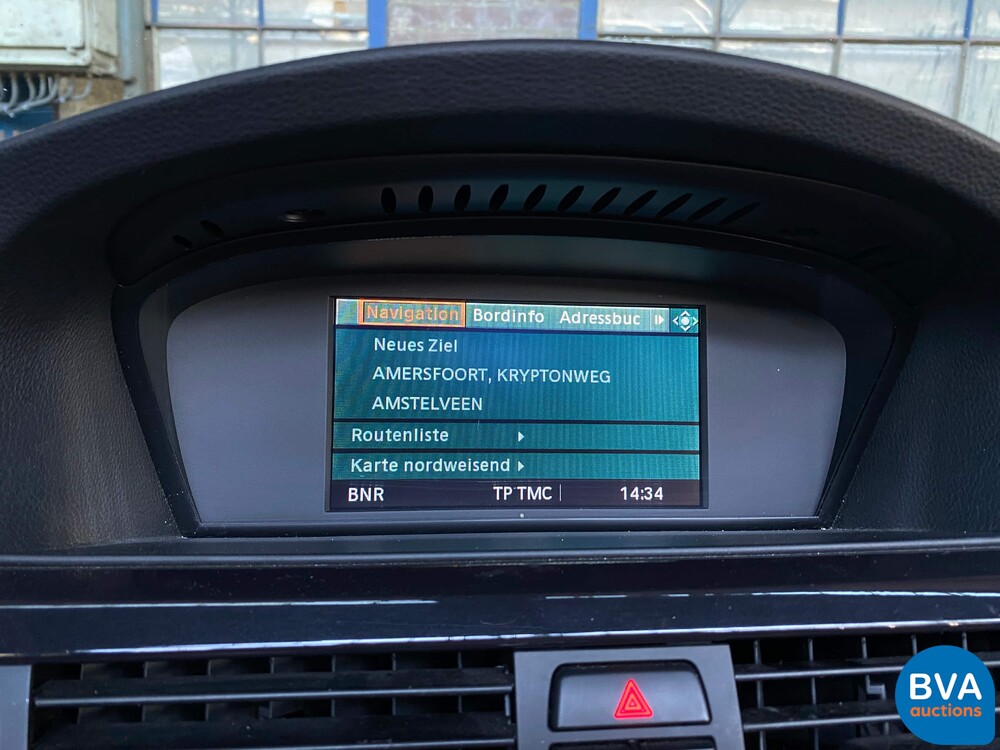 Navigation Bordinfo Adressbuc
Neues Ziel
AMERSFOORT, KRYPTONWEG
AMSTELVEEN
Routenliste
Karte nordweisend
BNR TP TMC 14:34
BVA
auctions